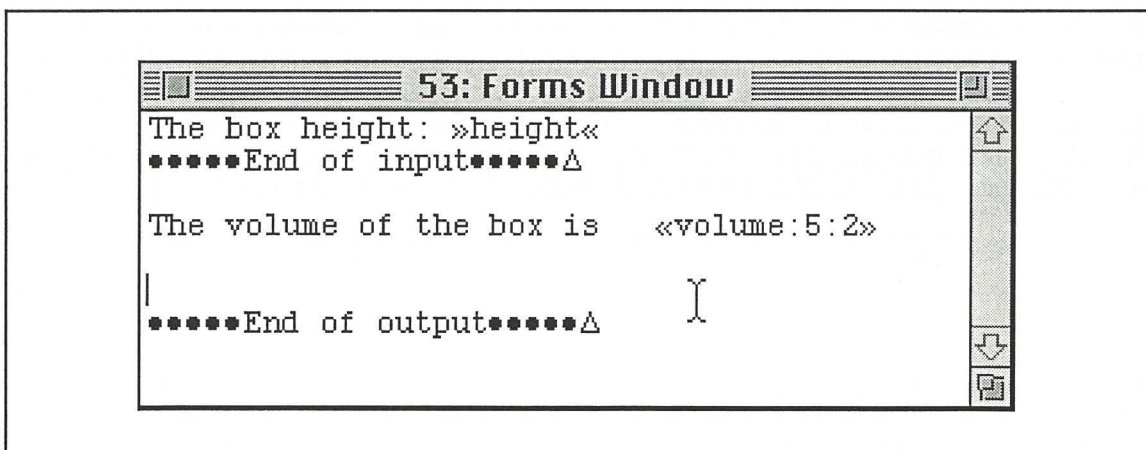 53: Forms Window
The box height: »height«
●●●●●End of input●●●●●∆
The volume of the box is «volume:5:2»
●●●●●End of output●●●●●∆